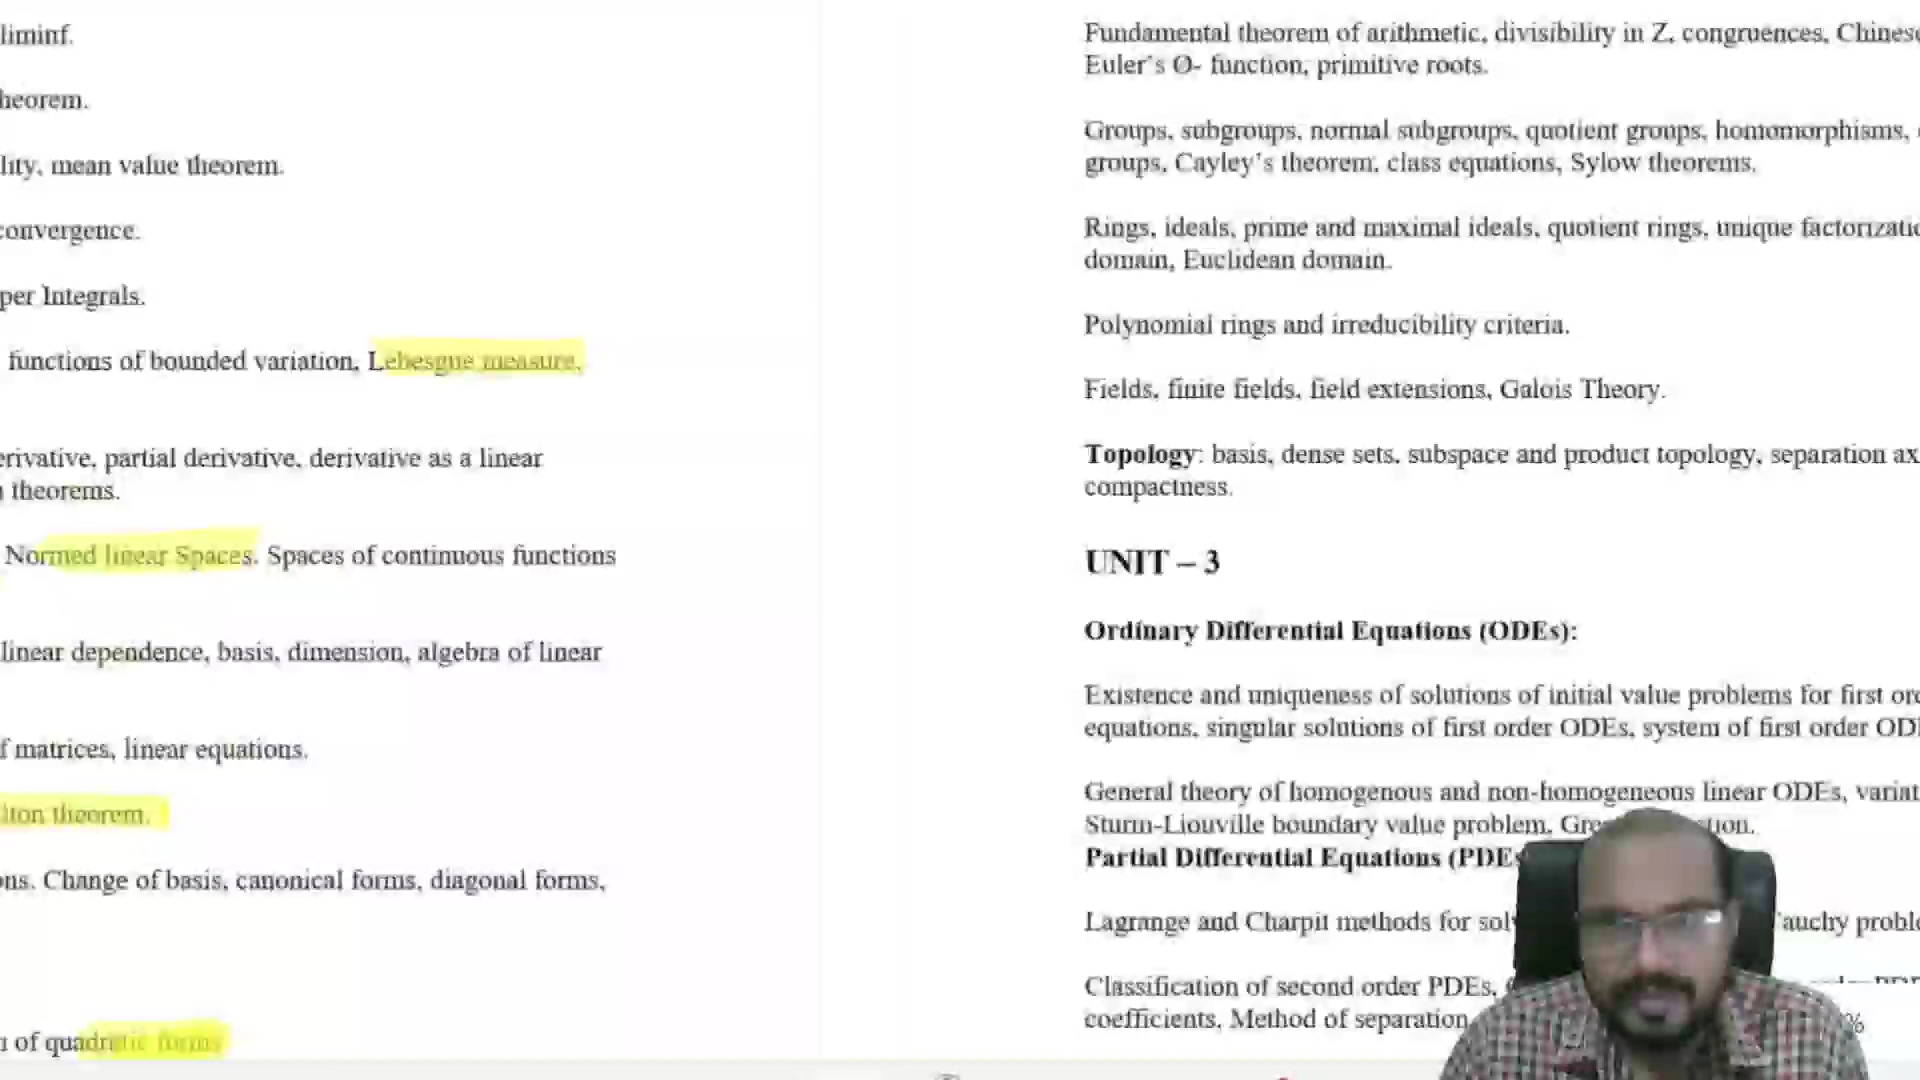 liminf.
heorem.
lity, mean value theorem.
convergence.
per Integrals.
functions of bounded variation, Lebesgue measure,
erivative, partial derivative, derivative as a linear
theorems.
Normed linear Spaces. Spaces of continuous functions
linear dependence, basis, dimension, algebra of linear
f matrices, linear equations.
lton theorem.
ons. Change of basis, canonical forms, diagonal forms,
n of quadratic forms
Fundamental theorem of arithmetic, divisibility in Z, congruences, Chines
Euler's Ø- function, primitive roots.
Groups, subgroups, normal subgroups, quotient groups, homomorphisms,
groups, Cayley's theorem, class equations, Sylow theorems.
Rings, ideals, prime and maximal ideals, quotient rings, unique factorizati
domain, Euclidean domain.
Polynomial rings and irreducibility criteria.
Fields, finite fields, field extensions, Galois Theory.
Topology: basis, dense sets, subspace and product topology, separation ax
compactness.
UNIT – 3
Ordinary Differential Equations (ODEs):
Existence and uniqueness of solutions of initial value problems for first or
equations, singular solutions of first order ODEs, system of first order OD
General theory of homogenous and non-homogeneous linear ODEs, variat
Sturm-Liouville boundary value problem, Gre tion.
Partial Differential Equations (PDEs
Lagrange and Charpit methods for sol auchy probl
Classification of second order PDEs,
coefficients, Method of separation
%